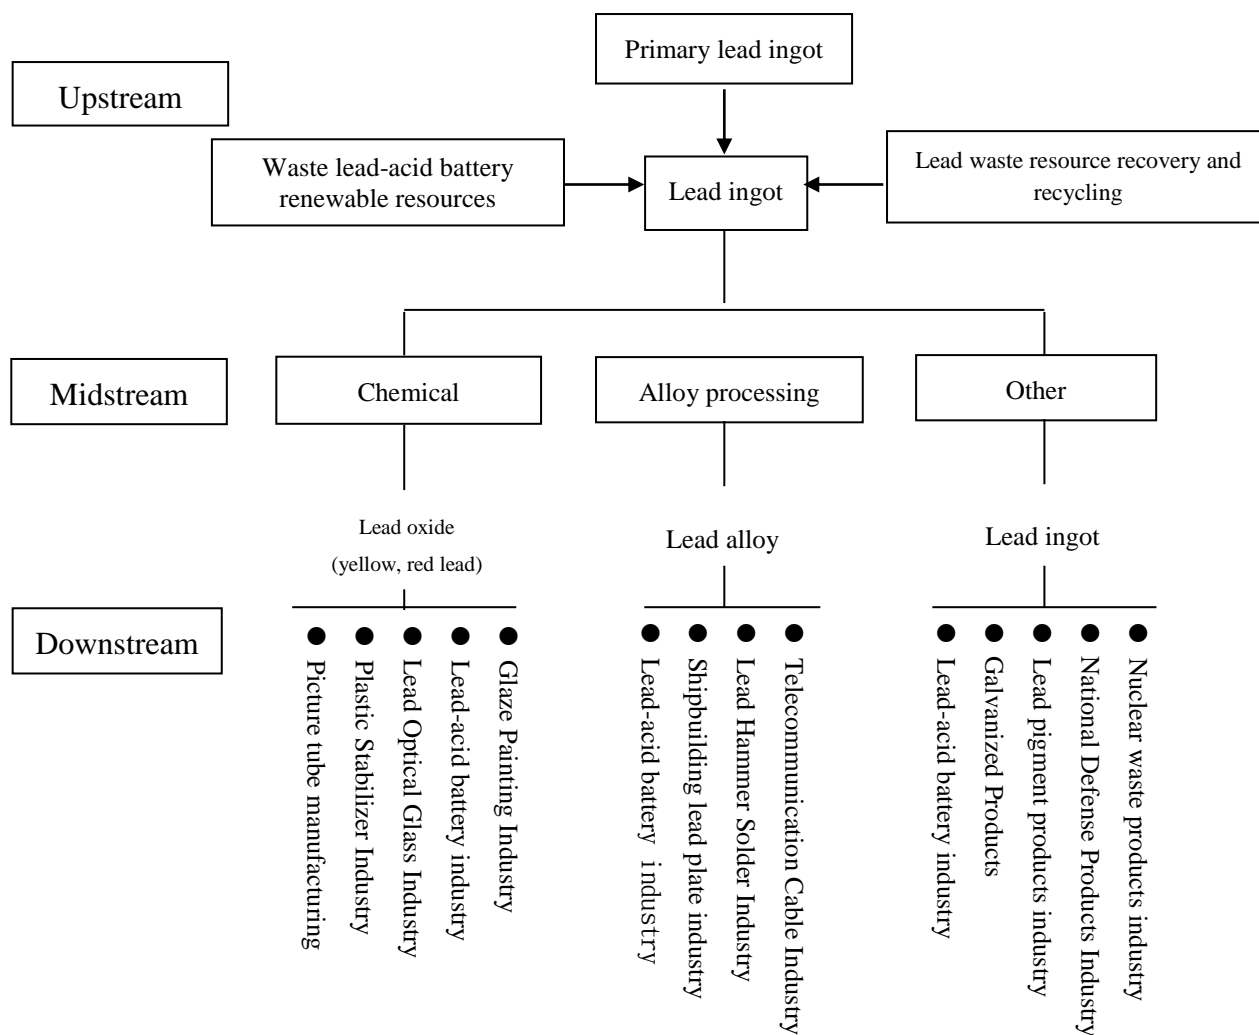 Primary lead ingot
Upstream
Waste lead-acid battery
renewable resources
Lead ingot
Lead waste resource recovery and
recycling
Midstream
Chemical
Alloy processing
Other
Lead oxide
(yellow, red lead)
Lead alloy
Lead ingot
Downstream
● Picture tube manufacturing
● Plastic Stabilizer Industry
● Lead Optical Glass Industry
● Lead-acid battery industry
● Glaze Painting Industry
● Lead-acid battery industry
● Shipbuilding lead plate industry
● Lead Hammer Solder Industry
● Telecommunication Cable Industry
● Lead-acid battery industry
● Galvanized Products
● Lead pigment products industry
● National Defense Products Industry
● Nuclear waste products industry